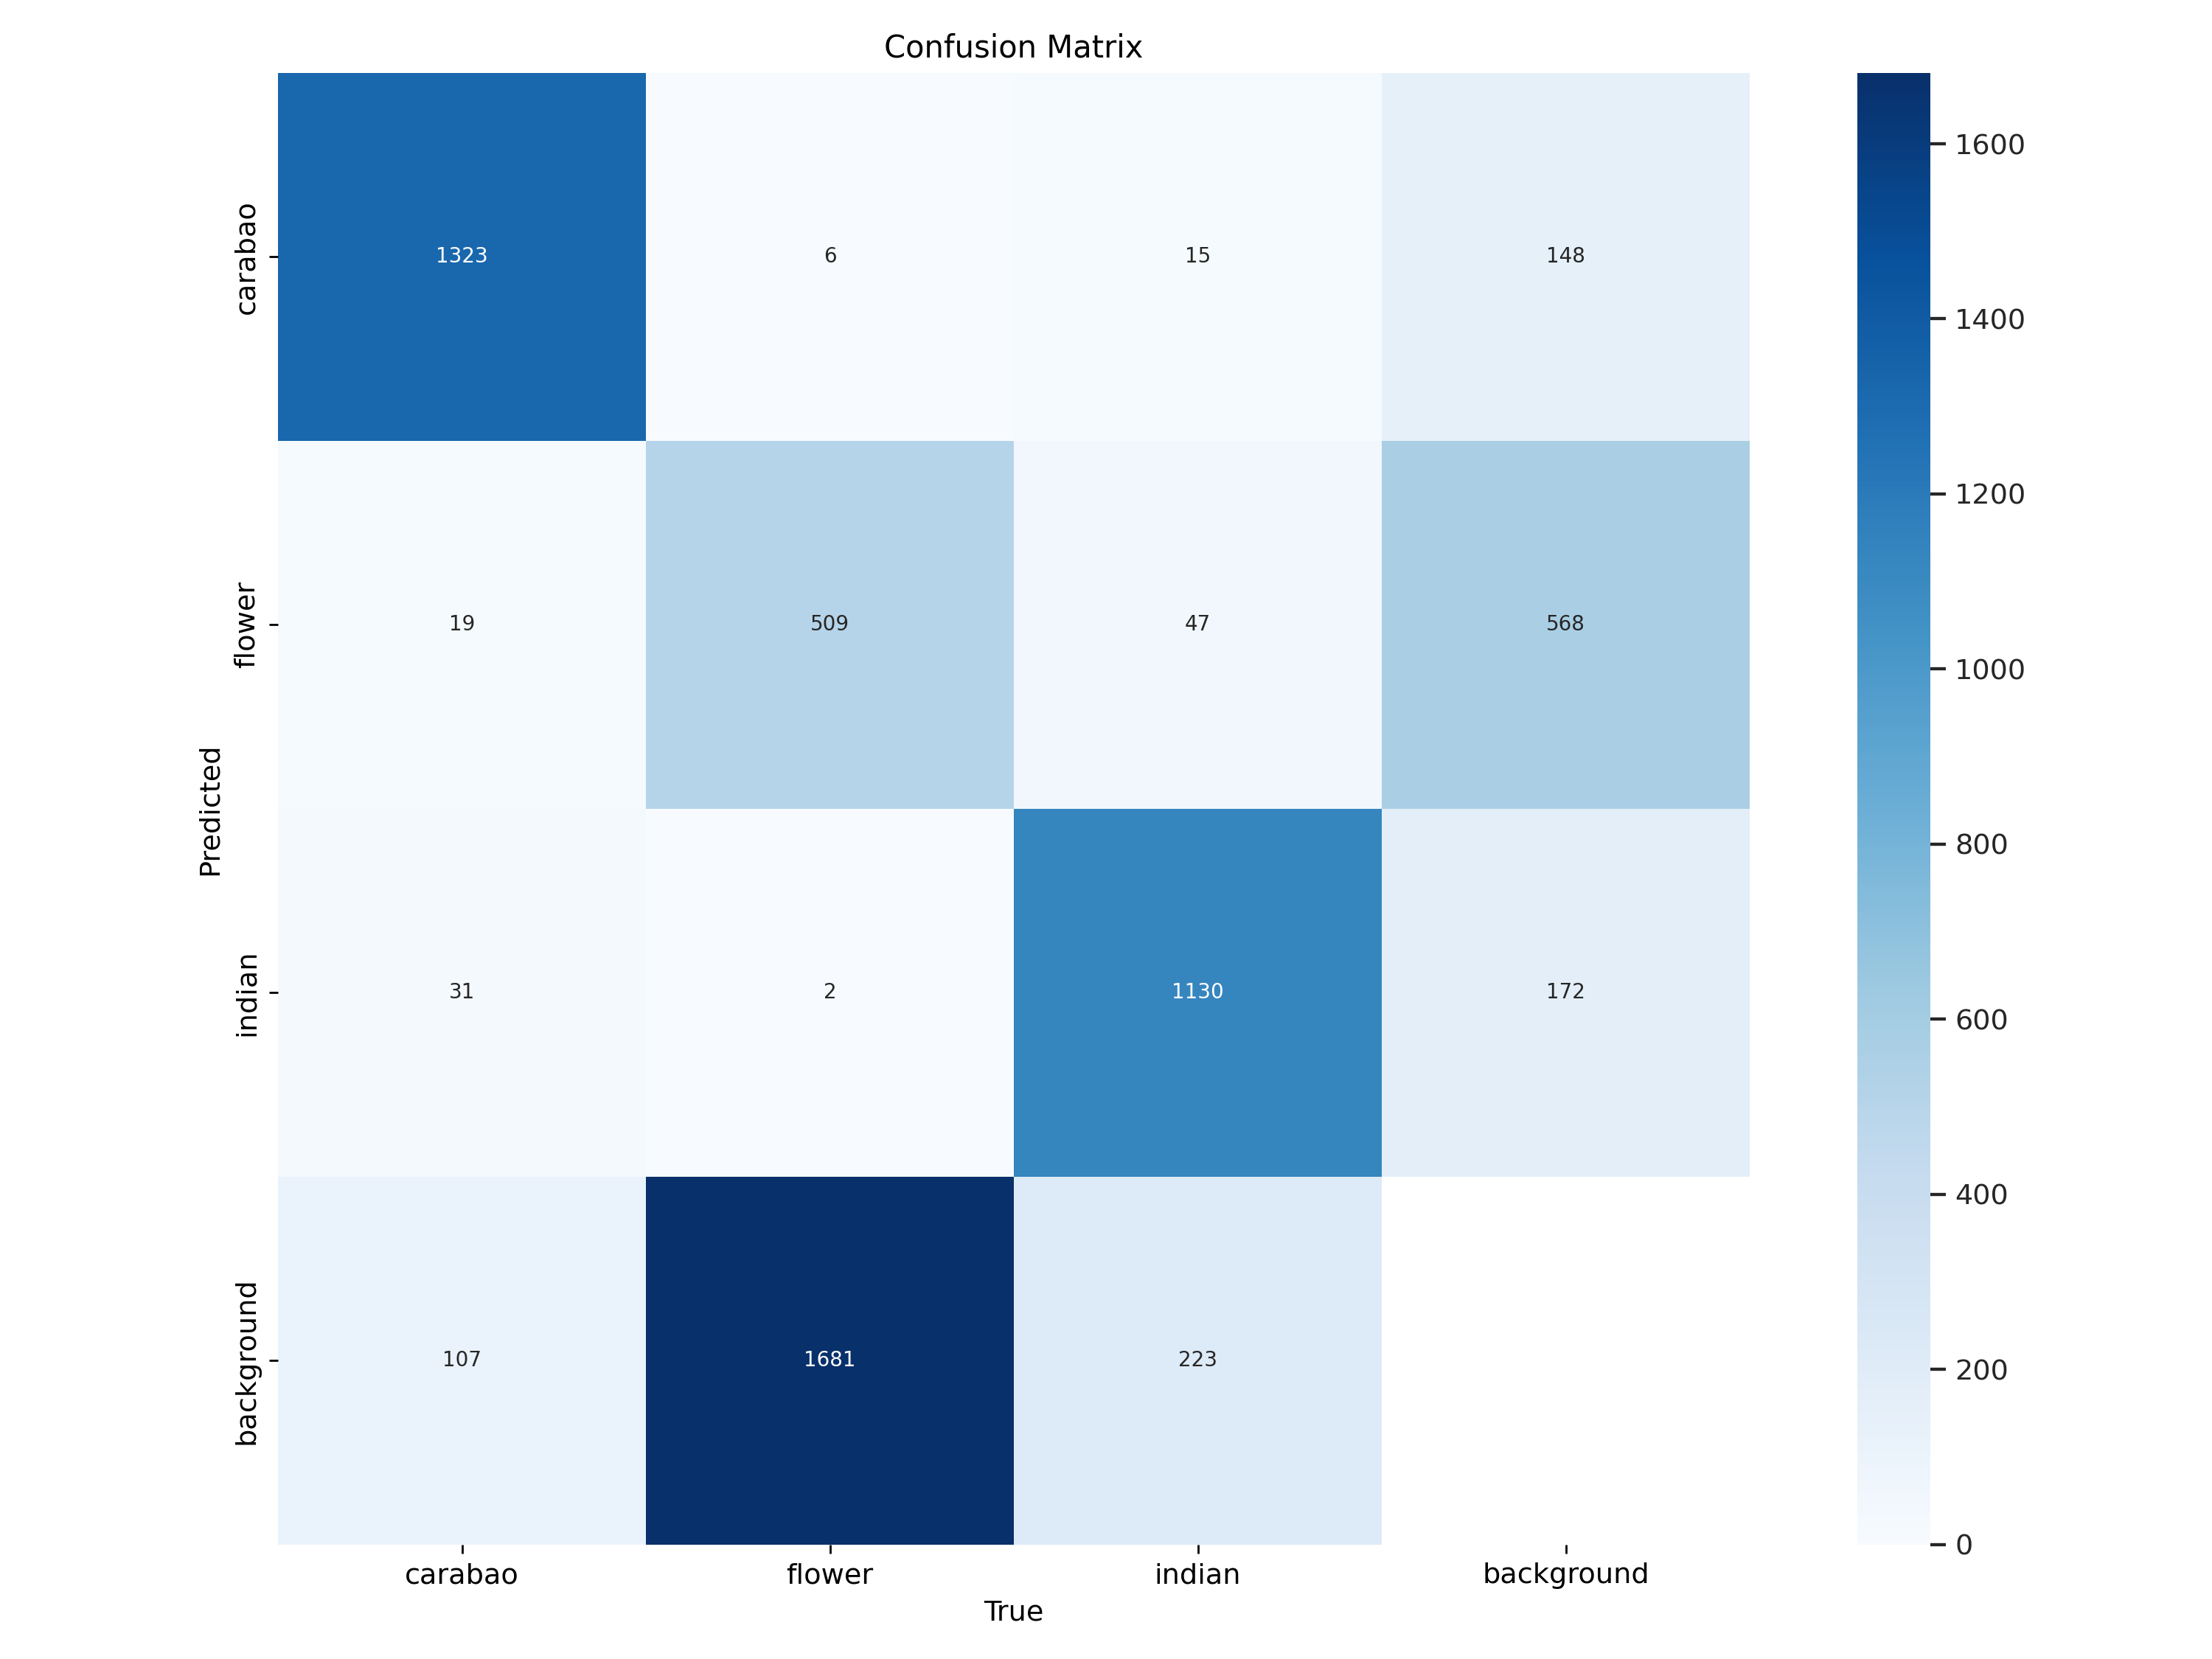 Confusion Matrix
carabao
1323
6
15
148
flower
19
509
47
568
indian
31
2
1130
172
background
107
1681
223
Predicted
carabao
flower
indian
background
True
1600
1400
1200
1000
800
600
400
200
0